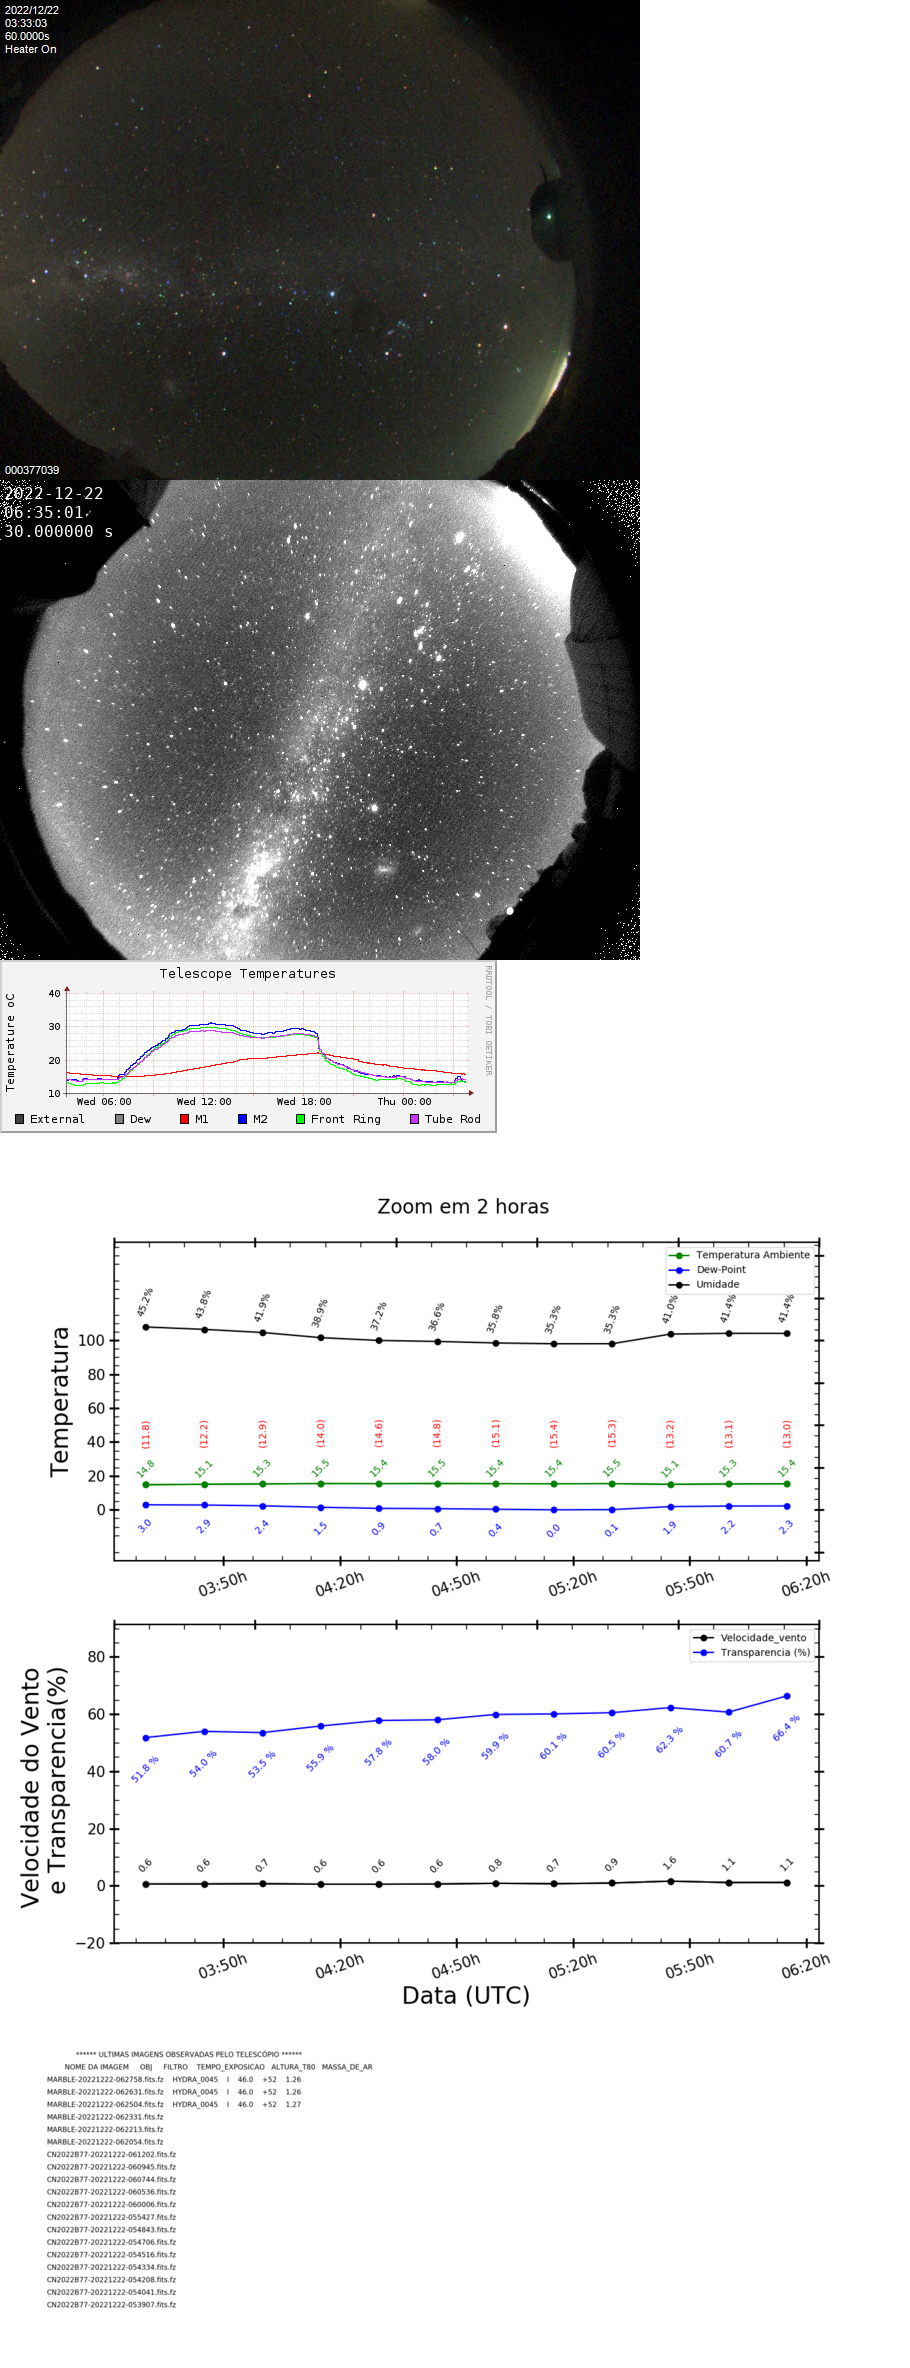 2022/12/22
03:33:03
60.0000s
Heater On
000377039
2022-12-22
06:35:01
30.000000 s
Telescope Temperatures
RRDTOOL / TOBI OETIKER
Temperature oC
40
30
20
10
Wed 06:00 Wed 12:00 Wed 18:00 Thu 00:00
External Dew M1 M2 Front Ring Tube Rod
Zoom em 2 horas
Temperatura Ambiente
Dew-Point
Umidade
45.2% 43.8% 41.9% 38.9% 37.2% 36.6% 35.8% 35.3% 35.3% 41.0% 41.4% 41.4%
Temperatura
100
80
60
40
20
0
(11.8) (12.2) (12.9) (14.0) (14.6) (14.8) (15.1) (15.4) (15.3) (13.2) (13.1) (13.0)
14.8 15.1 15.3 15.5 15.4 15.5 15.4 15.4 15.5 15.1 15.3 15.4
3.0 2.9 2.4 1.5 0.9 0.7 0.4 0.0 0.1 1.9 2.2 2.3
03:50h 04:20h 04:50h 05:20h 05:50h 06:20h
Velocidade_vento
Transparencia (%)
Velocidade do Vento
e Transparencia(%)
80
60
40
20
0
−20
51.8 % 54.0 % 53.5 % 55.9 % 57.8 % 58.0 % 59.9 % 60.1 % 60.5 % 62.3 % 60.7 % 66.4 %
0.6 0.6 0.7 0.6 0.6 0.6 0.8 0.7 0.9 1.6 1.1 1.1
03:50h 04:20h 04:50h 05:20h 05:50h 06:20h
Data (UTC)
****** ULTIMAS IMAGENS OBSERVADAS PELO TELESCÓPIO ******
NOME DA IMAGEM OBJ FILTRO TEMPO_EXPOSICAO ALTURA_T80 MASSA_DE_AR
MARBLE-20221222-062758.fits.fz HYDRA_0045 I 46.0 +52 1.26
MARBLE-20221222-062631.fits.fz HYDRA_0045 I 46.0 +52 1.26
MARBLE-20221222-062504.fits.fz HYDRA_0045 I 46.0 +52 1.27
MARBLE-20221222-062331.fits.fz
MARBLE-20221222-062213.fits.fz
MARBLE-20221222-062054.fits.fz
CN2022B77-20221222-061202.fits.fz
CN2022B77-20221222-060945.fits.fz
CN2022B77-20221222-060744.fits.fz
CN2022B77-20221222-060536.fits.fz
CN2022B77-20221222-060006.fits.fz
CN2022B77-20221222-055427.fits.fz
CN2022B77-20221222-054843.fits.fz
CN2022B77-20221222-054706.fits.fz
CN2022B77-20221222-054516.fits.fz
CN2022B77-20221222-054334.fits.fz
CN2022B77-20221222-054208.fits.fz
CN2022B77-20221222-054041.fits.fz
CN2022B77-20221222-053907.fits.fz